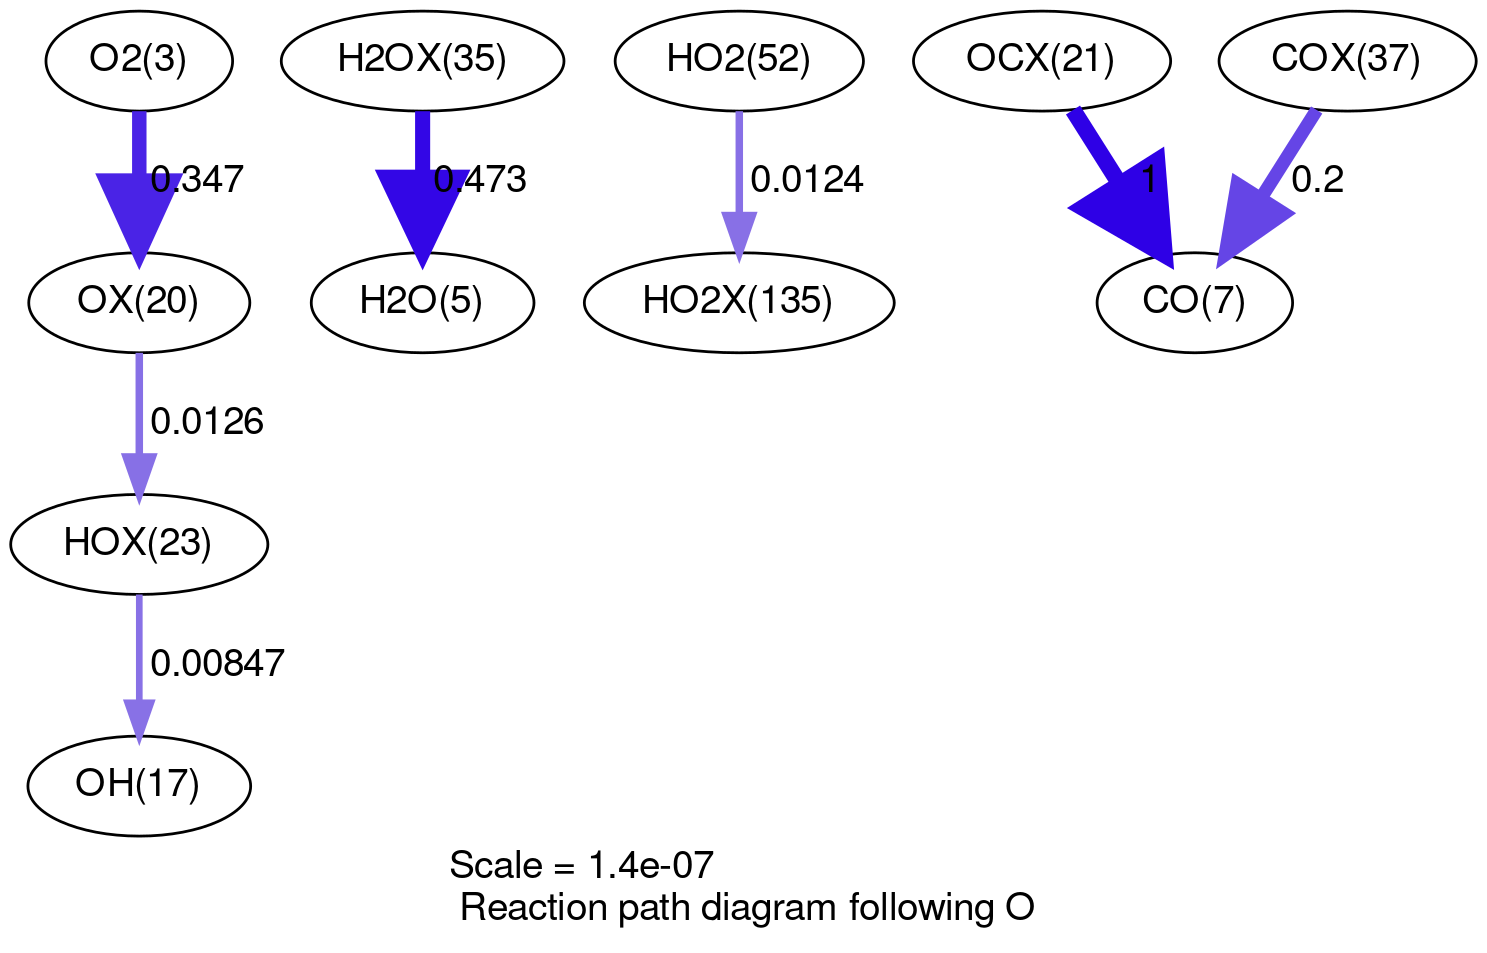 O2(3)
H2OX(35)
HO2(52)
OCX(21)
COX(37)
0.347
0.473
0.0124
1
0.2
OX(20)
H2O(5)
HO2X(135)
CO(7)
0.0126
HOX(23)
0.00847
OH(17)
Scale = 1.4e-07
Reaction path diagram following O